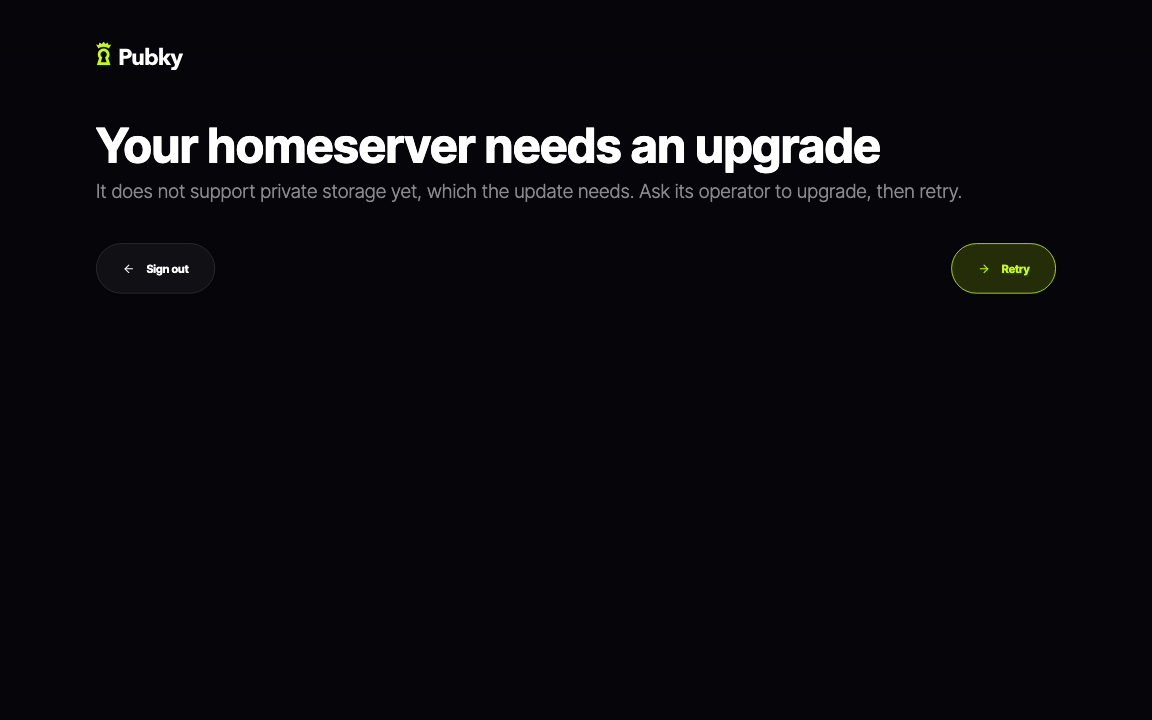 Pubky
Your homeserver needs an upgrade
It does not support private storage yet, which the update needs. Ask its operator to upgrade, then retry.
Sign out
Retry